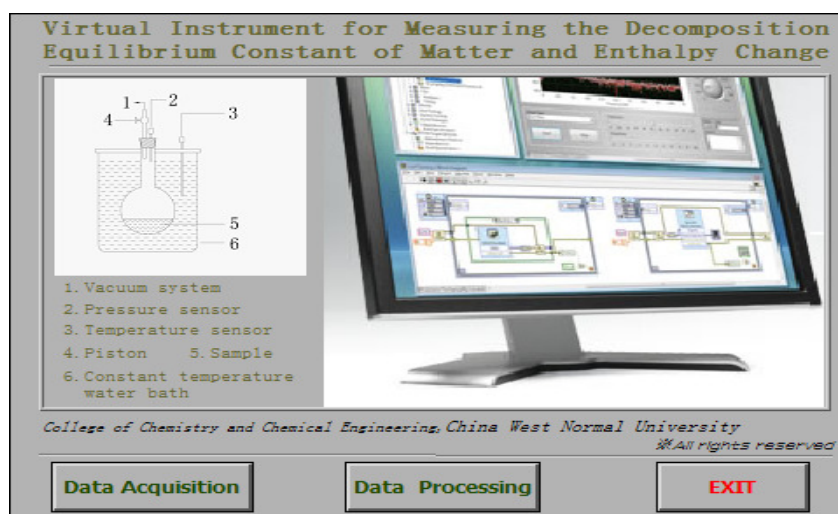 Virtual Instrument for Measuring the Decomposition
Equilibrium Constant of Matter and Enthalpy Change
1
2
4
3
5
6
1. Vacuum system
2. Pressure sensor
3. Temperature sensor
4. Piston 5. Sample
6. Constant temperature
water bath
College of Chemistry and Chemical Engineering, China West Normal University
※All rights reserved
Data Acquisition
Data Processing
EXIT